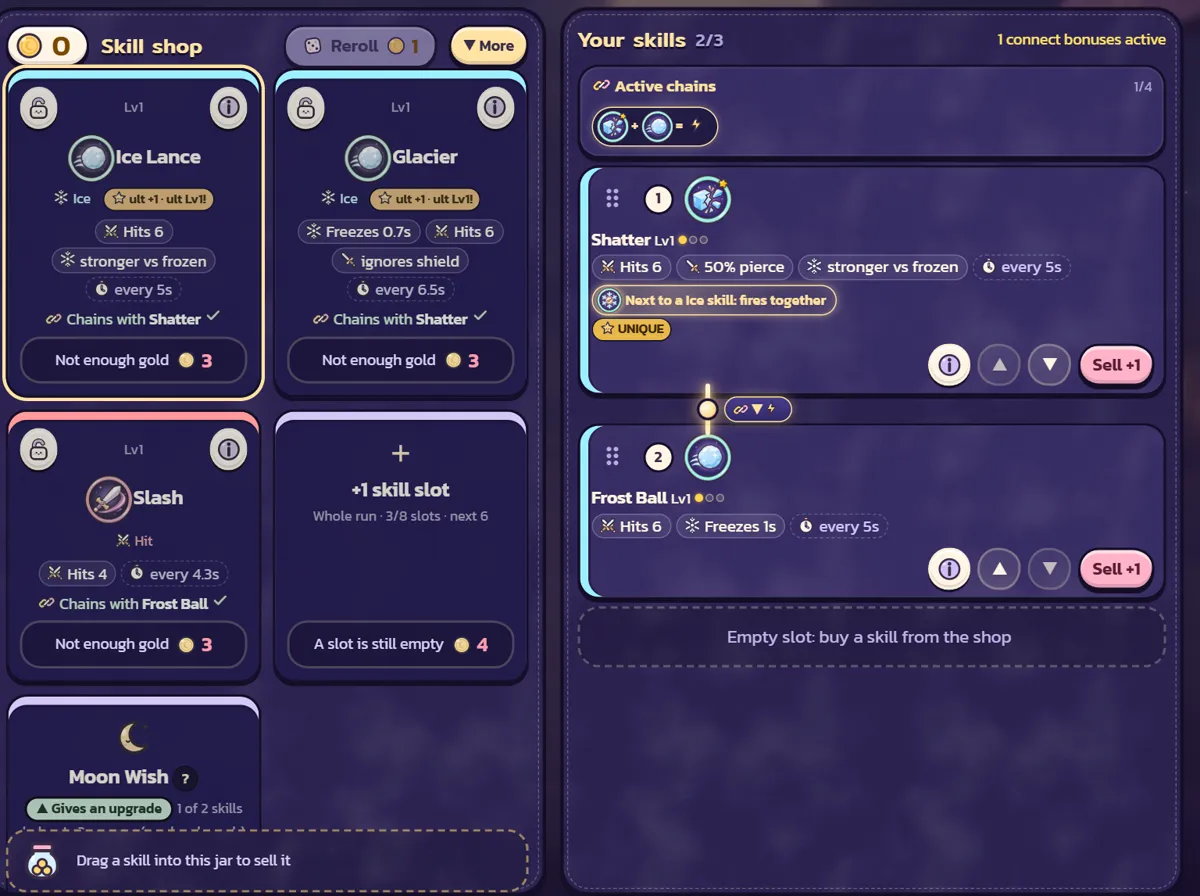 0 Skill shop
Reroll 1
▼ More
Lv1
Ice Lance
Ice ult +1 · ult Lv1!
Hits 6
stronger vs frozen
every 5s
Chains with Shatter ✓
Not enough gold 3
Lv1
Glacier
Ice ult +1 · ult Lv1!
Freezes 0.7s Hits 6
ignores shield
every 6.5s
Chains with Shatter ✓
Not enough gold 3
Lv1
Slash
Hit
Hits 4 every 4.3s
Chains with Frost Ball ✓
Not enough gold 3
+
+1 skill slot
Whole run · 3/8 slots · next 6
A slot is still empty 4
Moon Wish ?
▲ Gives an upgrade 1 of 2 skills
Drag a skill into this jar to sell it
Your skills 2/3
1 connect bonuses active
Active chains 1/4
+ =
1
Shatter Lv1
Hits 6 50% pierce stronger vs frozen every 5s
Next to a Ice skill: fires together
UNIQUE
▲ ▼ Sell +1
▼
2
Frost Ball Lv1
Hits 6 Freezes 1s every 5s
▲ ▼ Sell +1
Empty slot: buy a skill from the shop